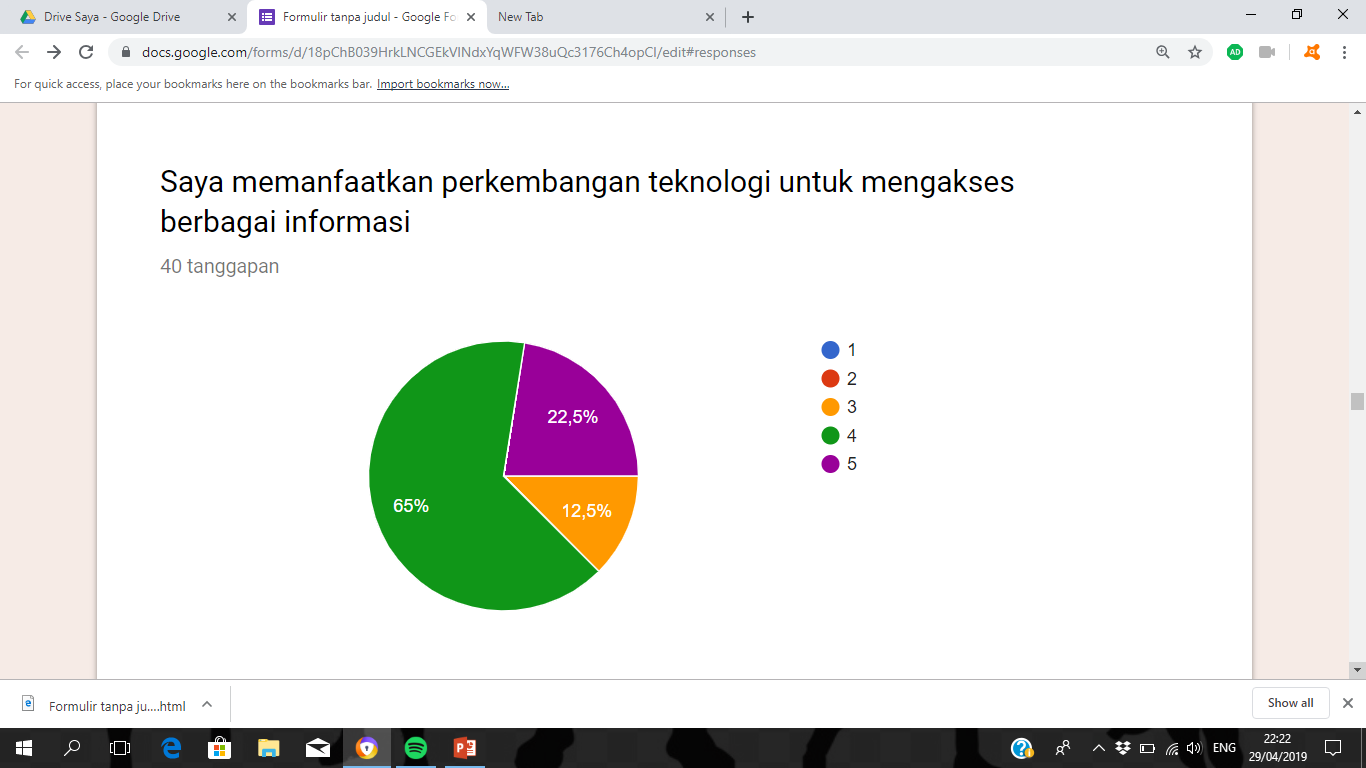 Drive Saya - Google Drive
Formulir tanpa judul - Google Fo
New Tab
docs.google.com/forms/d/18pChB039HrkLNCGEkVINdxYqWFW38uQc3176Ch4opCI/edit#responses
AD
For quick access, place your bookmarks here on the bookmarks bar. Import bookmarks now...
Saya memanfaatkan perkembangan teknologi untuk mengakses
berbagai informasi
40 tanggapan
1
2
3
4
5
22,5%
65%
12,5%
Formulir tanpa ju....html
Show all
ENG
22:22
29/04/2019